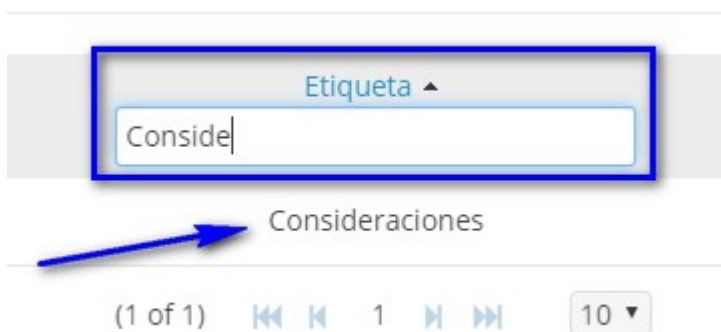 Etiqueta
Conside
Consideraciones
(1 of 1) 1 10